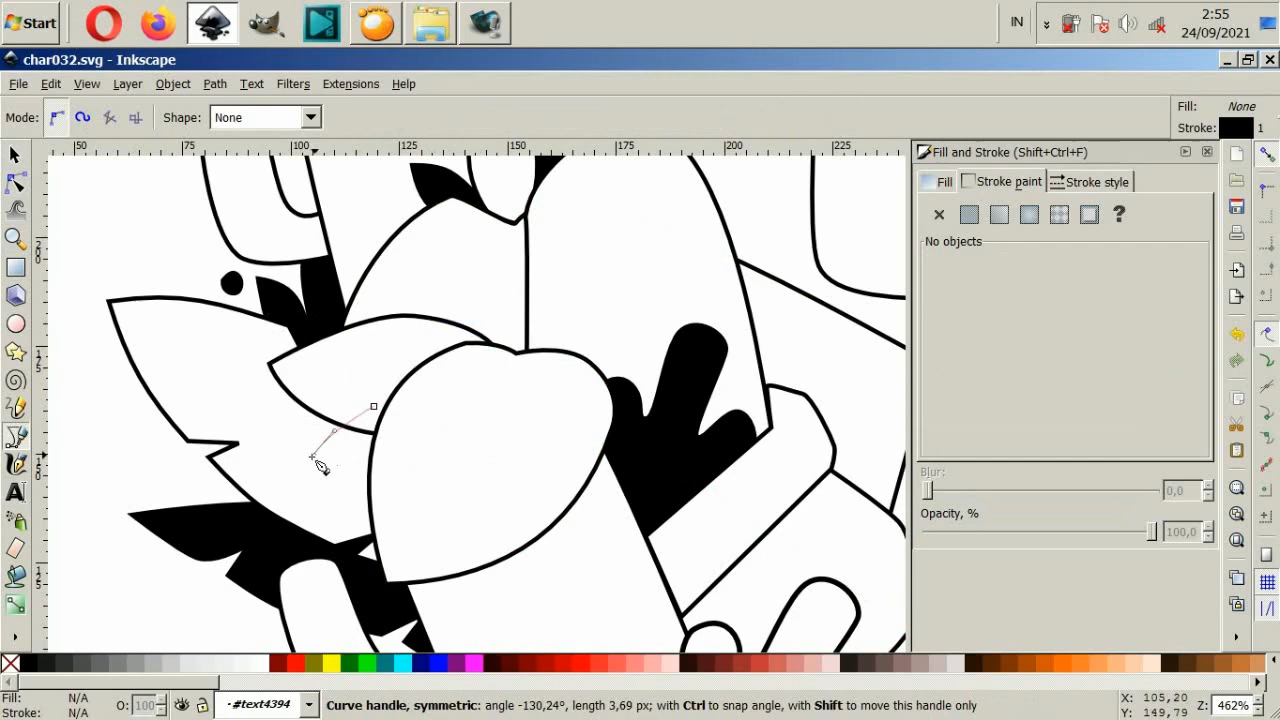 Start
IN
2:55
24/09/2021
char032.svg - Inkscape
File Edit View Layer Object Path Text Filters Extensions Help
Mode: Shape: None Fill: None
Stroke: 1
50 75 100 125 150 175 200 225
Fill and Stroke (Shift+Ctrl+F)
Fill Stroke paint Stroke style
?
No objects
Blur:
0,0
Opacity, %
100,0
Fill: N/A
Stroke: N/A
O: 100
#text4394
Curve handle, symmetric: angle -130,24°, length 3,69 px; with Ctrl to snap angle, with Shift to move this handle only
X: 105,20
Y: 149,79
Z: 462%